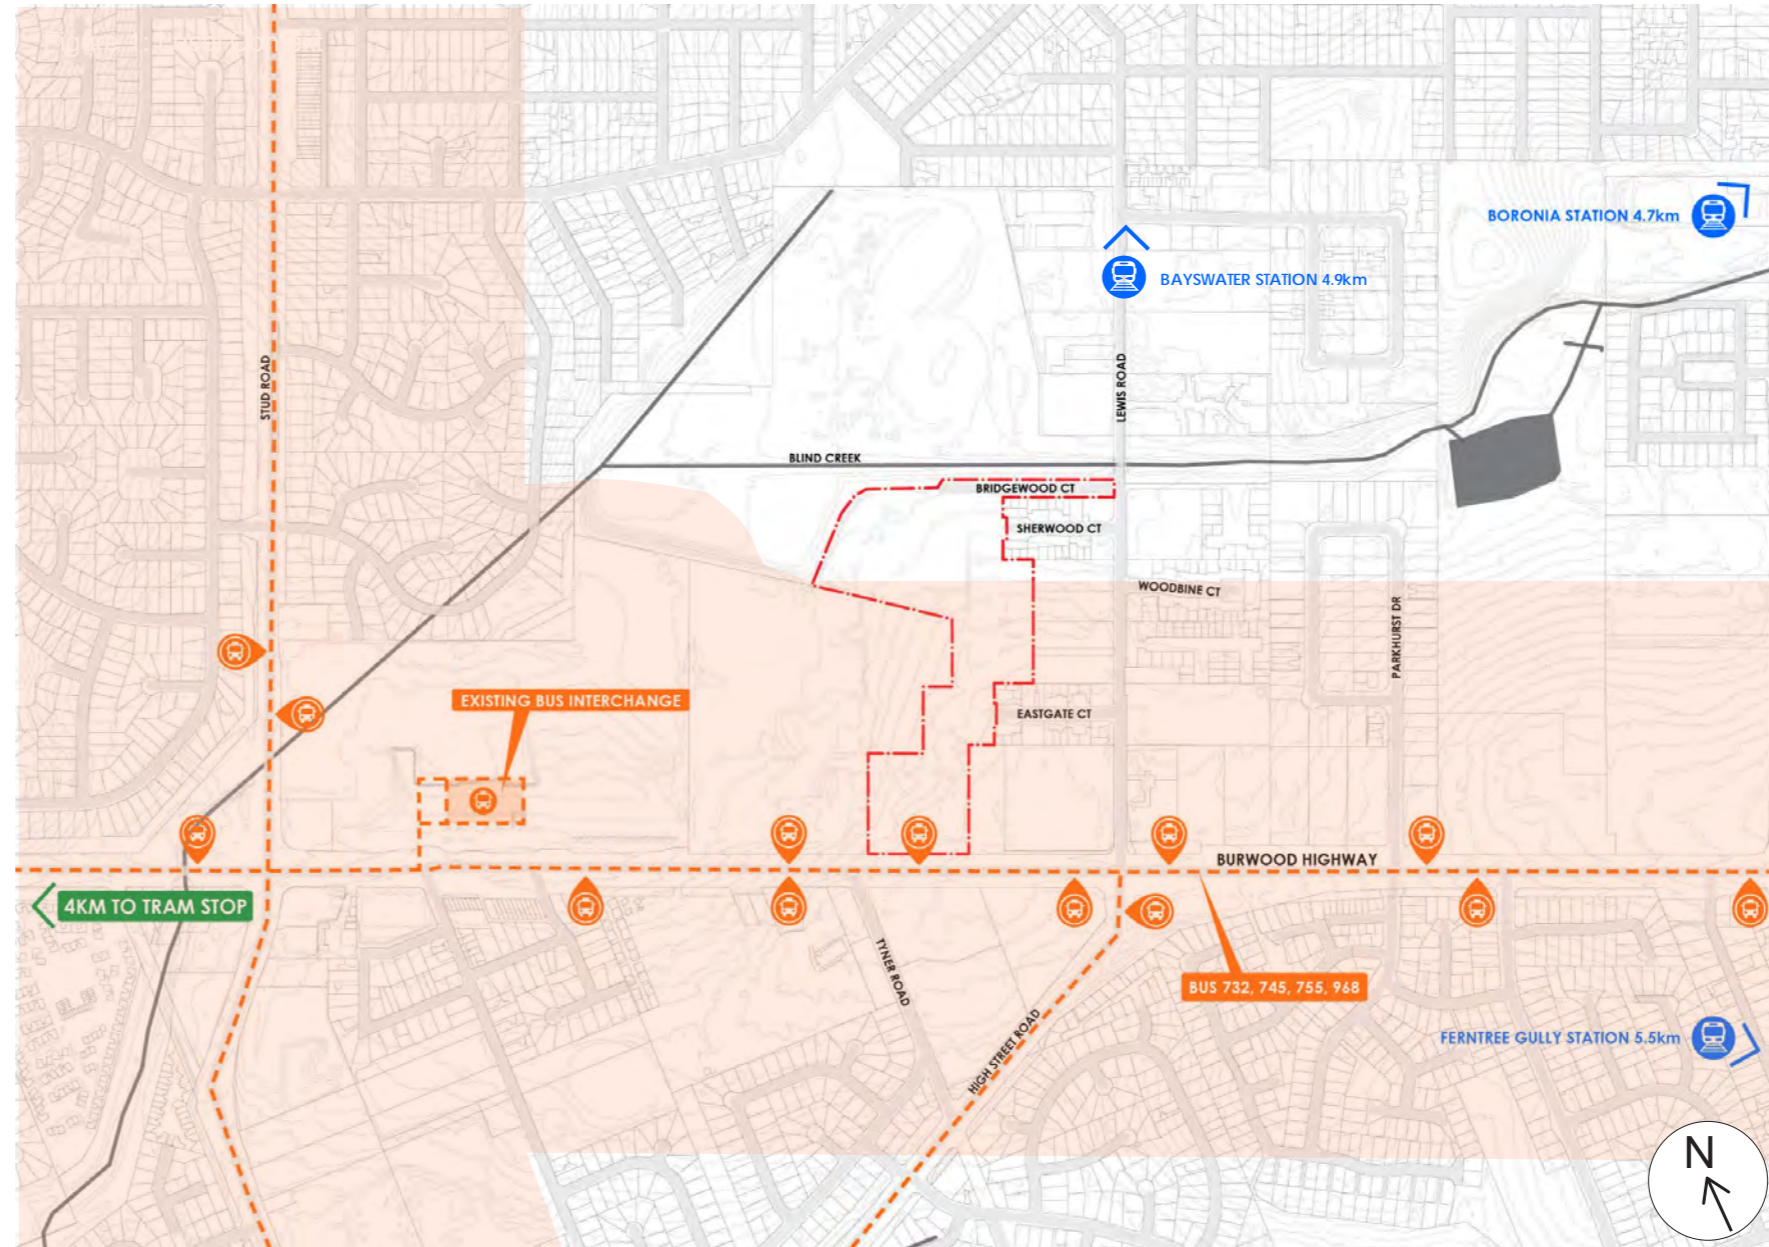 BORONIA STATION 4.7km
BAYSWATER STATION 4.9km
STUD ROAD
LEWIS ROAD
BLIND CREEK
BRIDGEWOOD CT
SHERWOOD CT
WOODBINE CT
PARKHURST DR
EXISTING BUS INTERCHANGE
EASTGATE CT
BURWOOD HIGHWAY
4KM TO TRAM STOP
TYNER ROAD
BUS 732, 745, 755, 968
HIGH STREET ROAD
FERNTREE GULLY STATION 5.5km
N